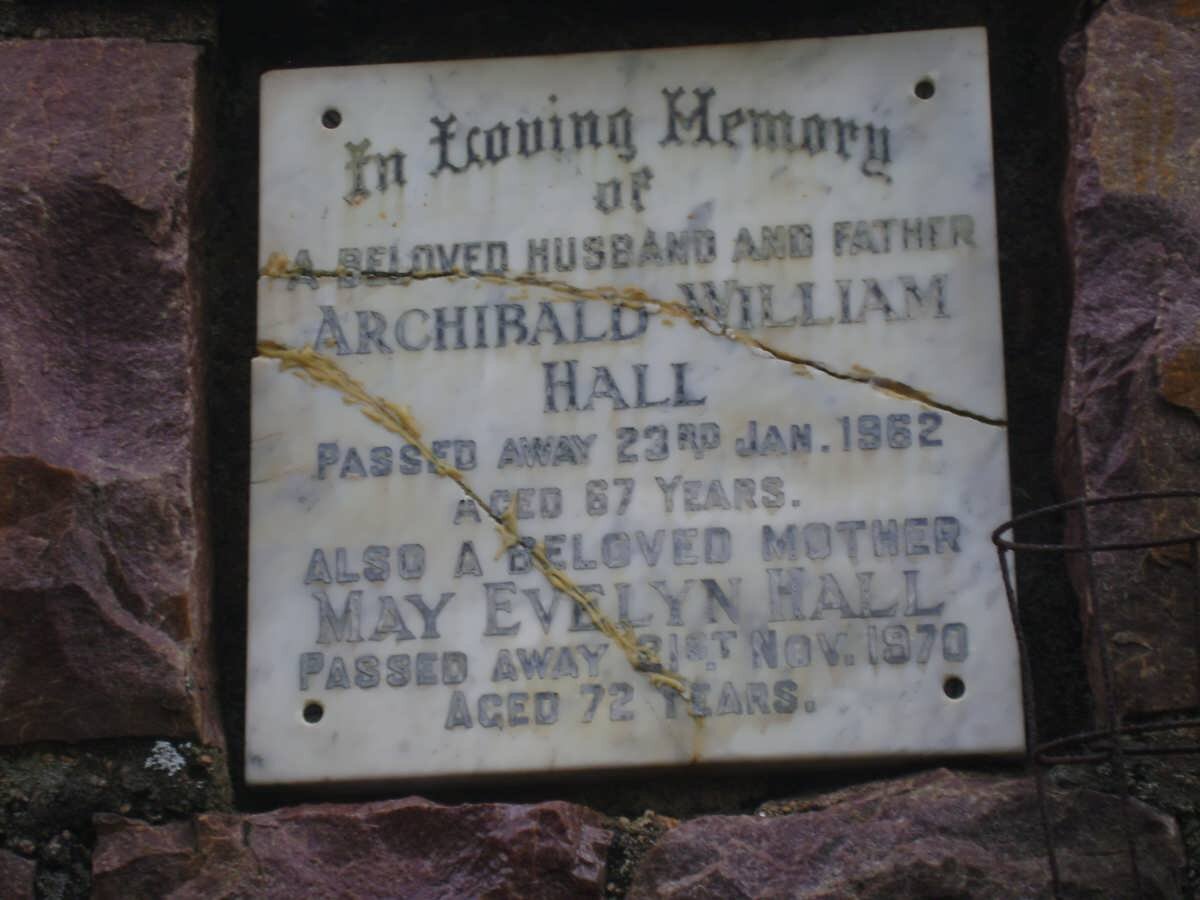 In Loving Memory
of
A BELOVED HUSBAND AND FATHER
ARCHIBALD WILLIAM
HALL
PASSED AWAY 23RD JAN. 1962
AGED 67 YEARS.
ALSO A BELOVED MOTHER
MAY EVELYN HALL
PASSED AWAY 21ST NOV. 1970
AGED 72 YEARS.